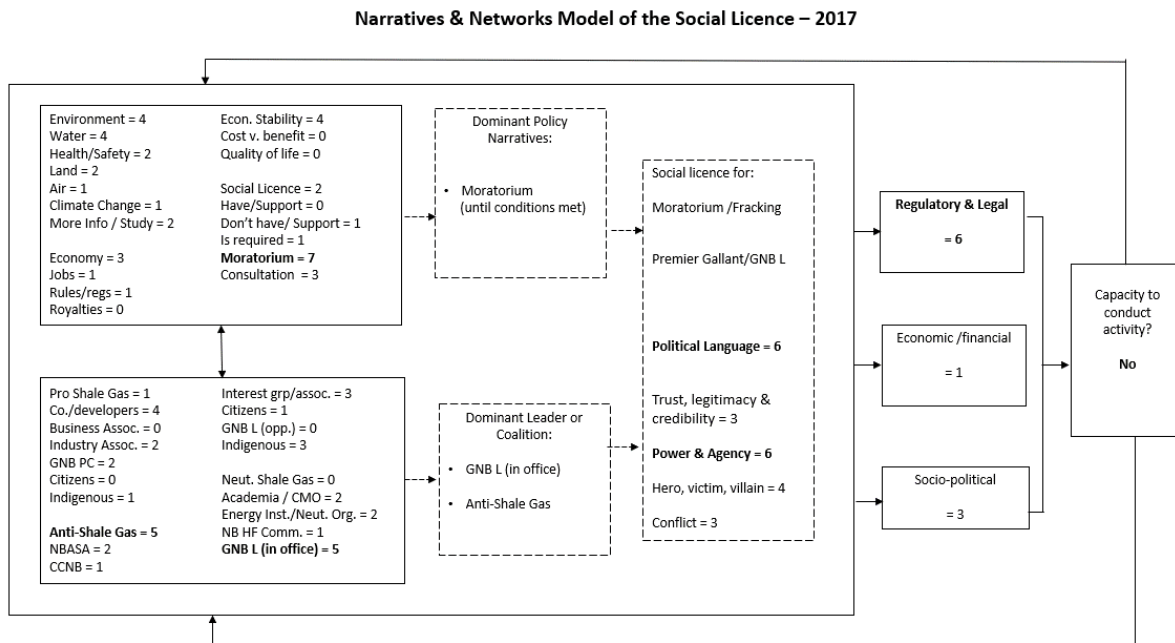 Narratives & Networks Model of the Social Licence – 2017
Environment = 4
Water = 4
Health/Safety = 2
Land = 2
Air = 1
Climate Change = 1
More Info / Study = 2
Economy = 3
Jobs = 1
Rules/regs = 1
Royalties = 0
Econ. Stability = 4
Cost v. benefit = 0
Quality of life = 0
Social Licence = 2
Have/Support = 0
Don't have/ Support = 1
Is required = 1
Moratorium = 7
Consultation = 3
Dominant Policy
Narratives:
• Moratorium
(until conditions met)
Pro Shale Gas = 1
Co./developers = 4
Business Assoc. = 0
Industry Assoc. = 2
GNB PC = 2
Citizens = 0
Indigenous = 1
Anti-Shale Gas = 5
NBASA = 2
CCNB = 1
Interest grp/assoc. = 3
Citizens = 1
GNB L (opp.) = 0
Indigenous = 3
Neut. Shale Gas = 0
Academia / CMO = 2
Energy Inst./Neut. Org. = 2
NB HF Comm. = 1
GNB L (in office) = 5
Dominant Leader or
Coalition:
• GNB L (in office)
• Anti-Shale Gas
Social licence for:
Moratorium /Fracking
Premier Gallant/GNB L
Political Language = 6
Trust, legitimacy &
credibility = 3
Power & Agency = 6
Hero, victim, villain = 4
Conflict = 3
Regulatory & Legal
= 6
Economic /financial
= 1
Socio-political
= 3
Capacity to
conduct
activity?
No